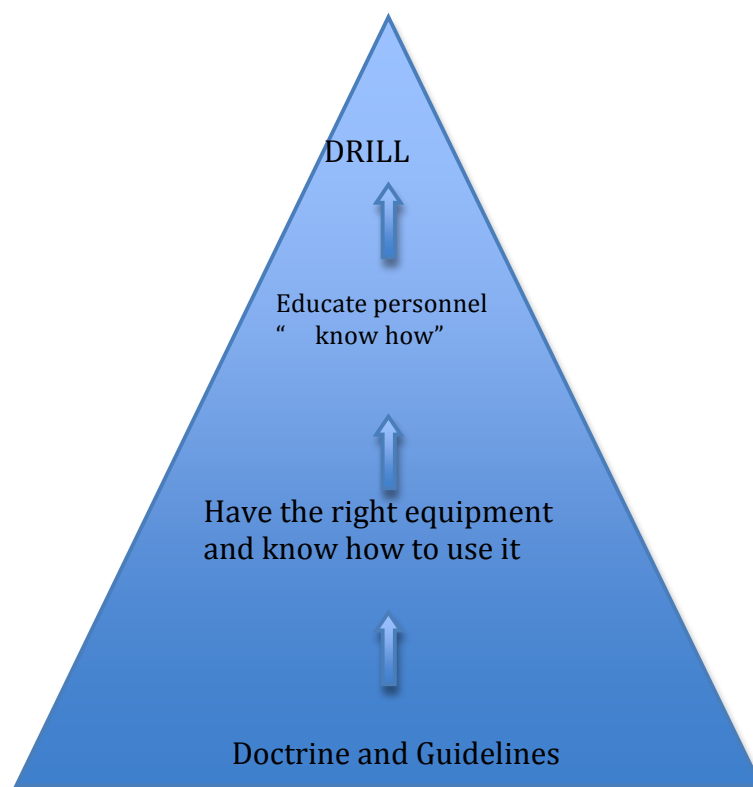 DRILL
Educate personnel
“ know how”
Have the right equipment
and know how to use it
Doctrine and Guidelines